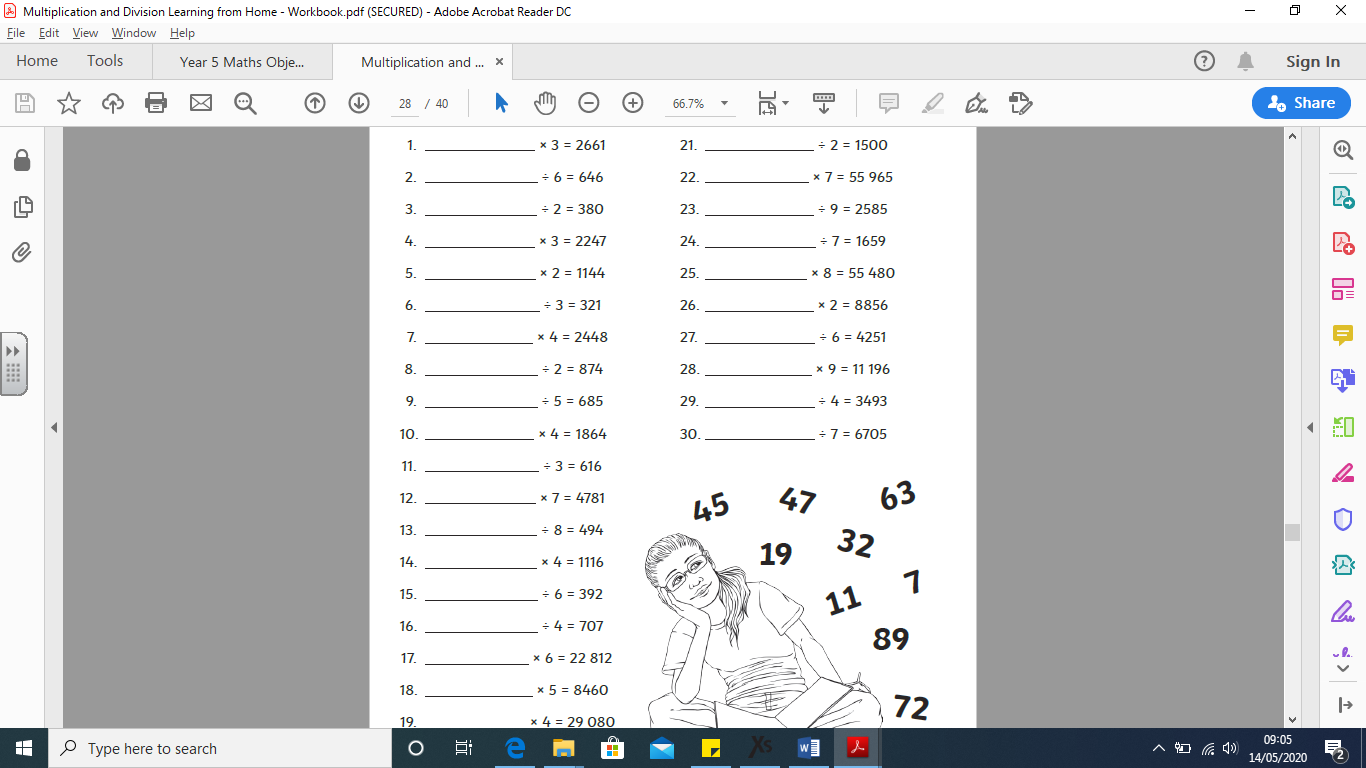 Multiplication and Division Learning from Home - Workbook.pdf (SECURED) - Adobe Acrobat Reader DC
File Edit View Window Help
Home Tools Year 5 Maths Obje... Multiplication and ... × Sign In
28 / 40 66.7% Share
1. ____________ × 3 = 2661
2. ____________ ÷ 6 = 646
3. ____________ ÷ 2 = 380
4. ____________ × 3 = 2247
5. ____________ × 2 = 1144
6. ____________ ÷ 3 = 321
7. ____________ × 4 = 2448
8. ____________ ÷ 2 = 874
9. ____________ ÷ 5 = 685
10. ____________ × 4 = 1864
11. ____________ ÷ 3 = 616
12. ____________ × 7 = 4781
13. ____________ ÷ 8 = 494
14. ____________ × 4 = 1116
15. ____________ ÷ 6 = 392
16. ____________ ÷ 4 = 707
17. ____________ × 6 = 22 812
18. ____________ × 5 = 8460
19. ____________ × 4 = 29 080
21. ____________ ÷ 2 = 1500
22. ____________ × 7 = 55 965
23. ____________ ÷ 9 = 2585
24. ____________ ÷ 7 = 1659
25. ____________ × 8 = 55 480
26. ____________ × 2 = 8856
27. ____________ ÷ 6 = 4251
28. ____________ × 9 = 11 196
29. ____________ ÷ 4 = 3493
30. ____________ ÷ 7 = 6705
45 47 63
19 32
11 7
89
72
Type here to search
09:05
14/05/2020
2